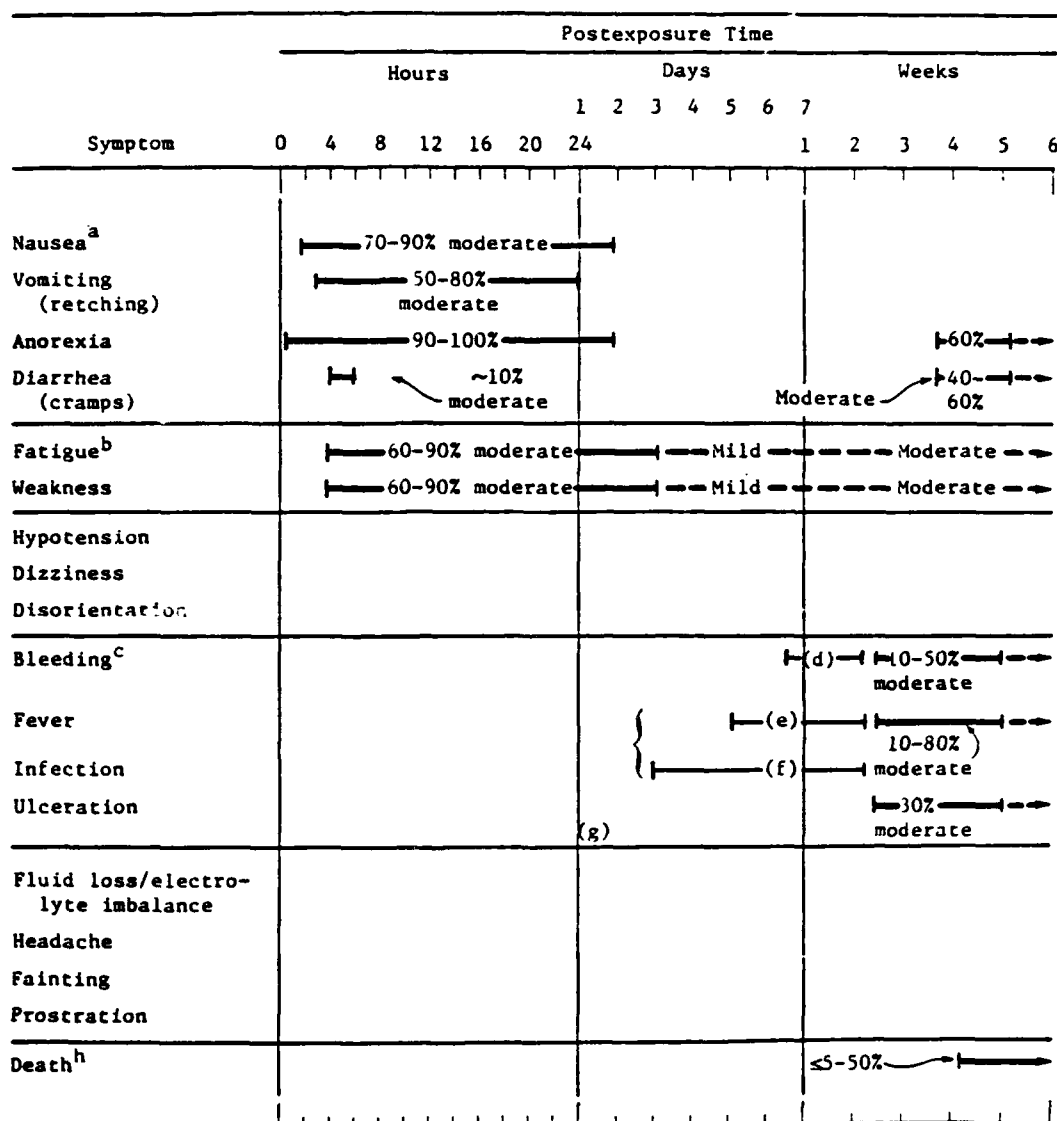 Postexposure Time
Hours Days Weeks
1 2 3 4 5 6 7
Symptom 0 4 8 12 16 20 24 1 2 3 4 5 6
Nausea a 70-90% moderate
Vomiting 50-80%
(retching) moderate
Anorexia 90-100% 60%
Diarrhea ~10% 40-
(cramps) moderate Moderate 60%
Fatigue b 60-90% moderate Mild Moderate
Weakness 60-90% moderate Mild Moderate
Hypotension
Dizziness
Disorientation
Bleeding c (d) 10-50%
moderate
Fever (e)
10-80%
Infection (f) moderate
Ulceration 30%
(g) moderate
Fluid loss/electro-
lyte imbalance
Headache
Fainting
Prostration
Death h ≤5-50%